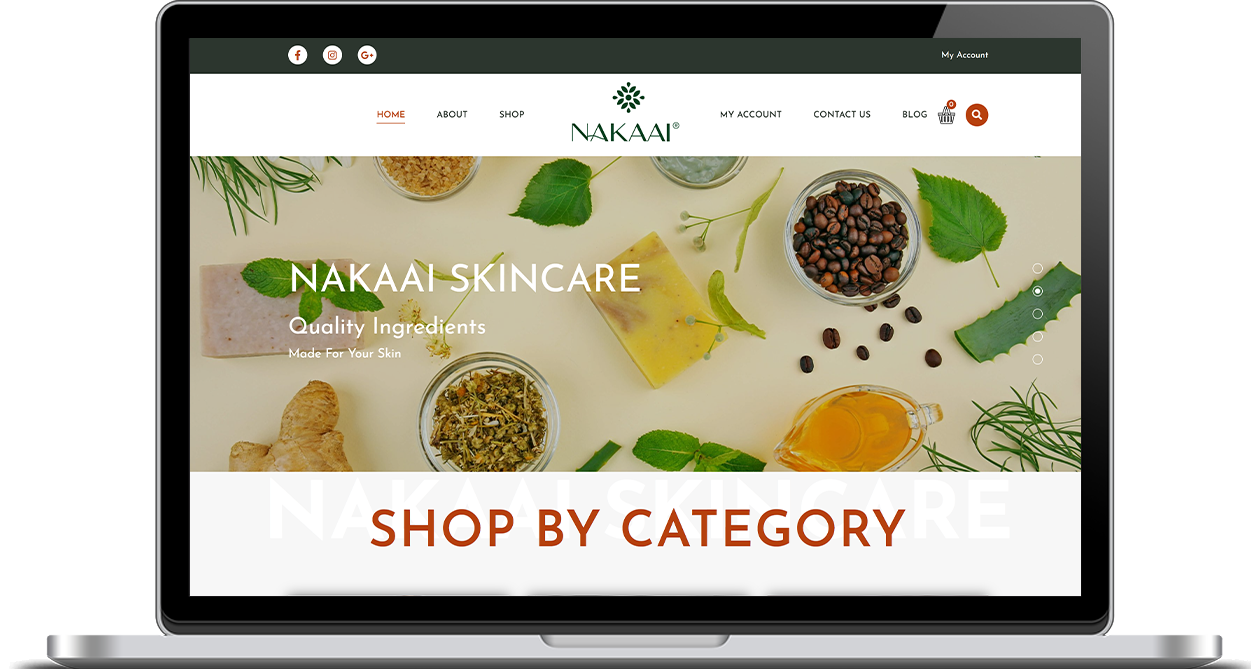 My Account
HOME ABOUT SHOP NAKAAI® MY ACCOUNT CONTACT US BLOG 0
NAKAAI SKINCARE
Quality Ingredients
Made For Your Skin
NAKAAI SKINCARE
SHOP BY CATEGORY